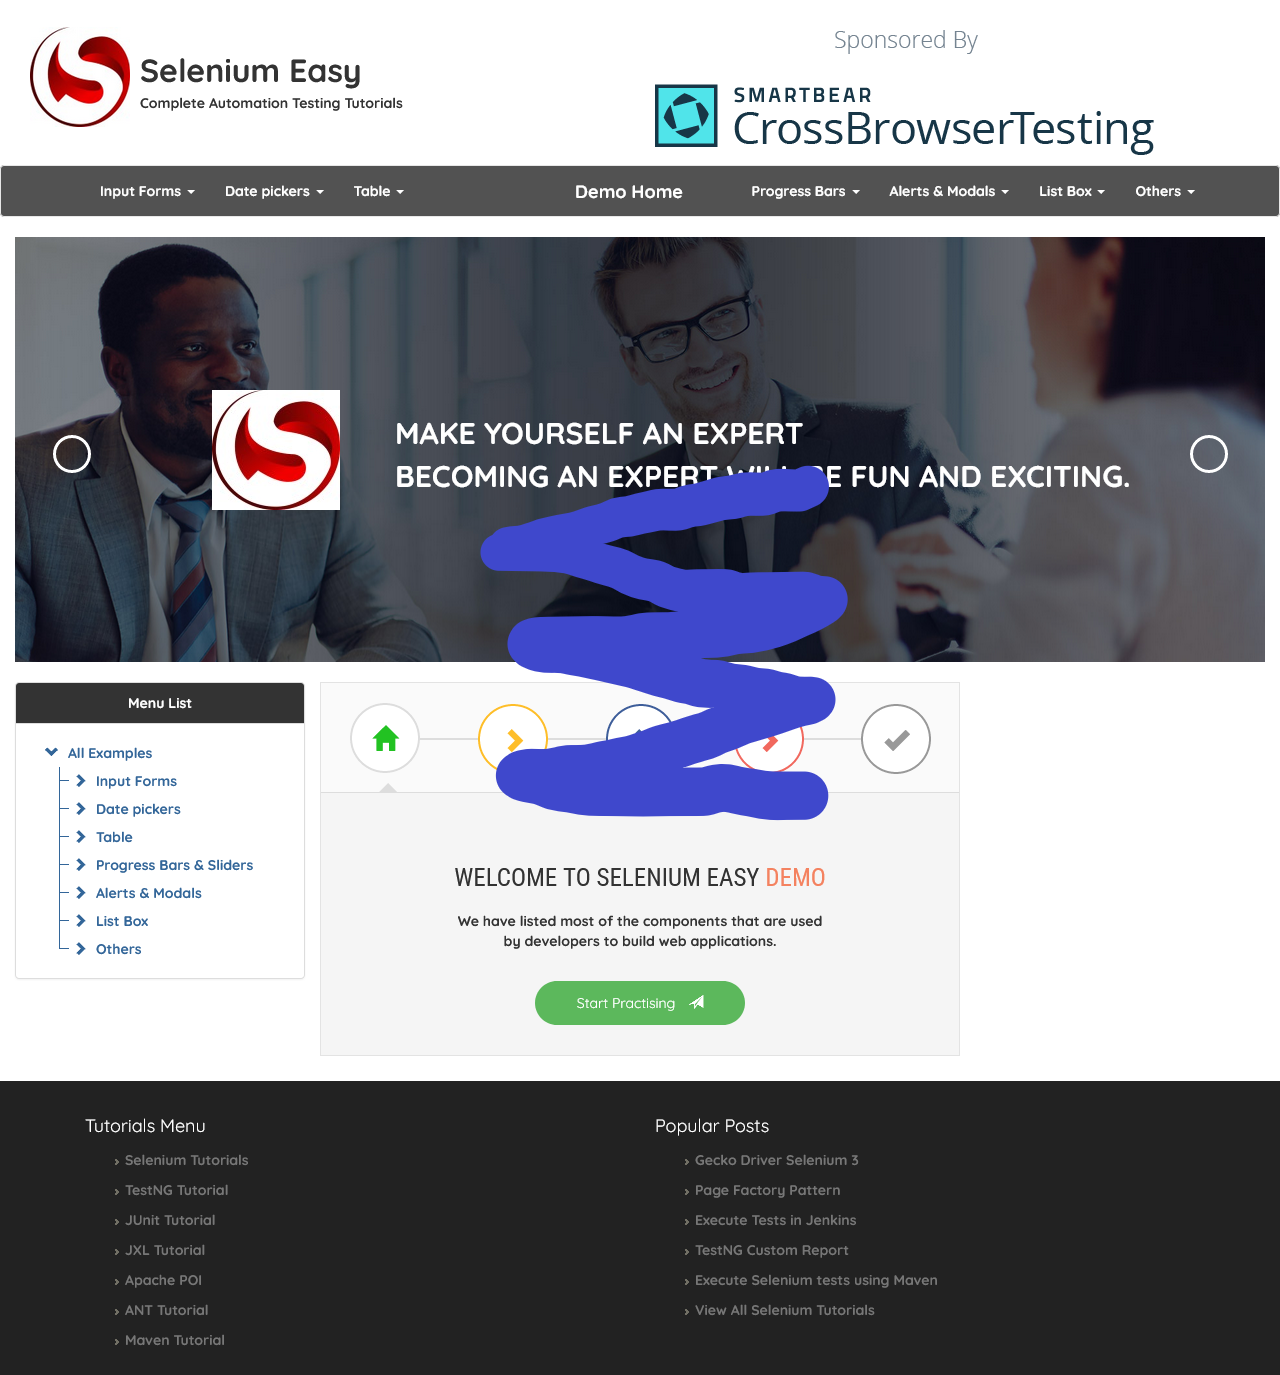 Selenium Easy
Complete Automation Testing Tutorials
Sponsored By
SMARTBEAR
CrossBrowserTesting
Input Forms Date pickers Table Demo Home Progress Bars Alerts & Modals List Box Others
MAKE YOURSELF AN EXPERT
BECOMING AN EXPERT FUN AND EXCITING.
Menu List
All Examples
Input Forms
Date pickers
Table
Progress Bars & Sliders
Alerts & Modals
List Box
Others
WELCOME TO SELENIUM EASY DEMO
We have listed most of the components that are used
by developers to build web applications.
Start Practising
Tutorials Menu
Selenium Tutorials
TestNG Tutorial
JUnit Tutorial
JXL Tutorial
Apache POI
ANT Tutorial
Maven Tutorial
Popular Posts
Gecko Driver Selenium 3
Page Factory Pattern
Execute Tests in Jenkins
TestNG Custom Report
Execute Selenium tests using Maven
View All Selenium Tutorials